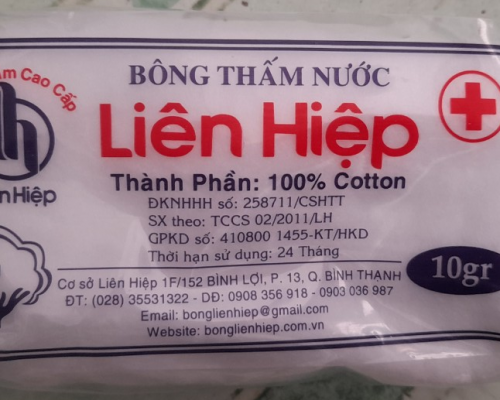 Cao Cấp
BÔNG THẤM NƯỚC
Liên Hiệp
Hiệp
Thành Phần: 100% Cotton
ĐKNHHH số: 258711/CSHTT
SX theo: TCCS 02/2011/LH
GPKD số: 410800 1455-KT/HKD
Thời hạn sử dụng: 24 Tháng
10gr
Cơ sở Liên Hiệp 1F/152 BÌNH LỢI, P. 13, Q. BÌNH THẠNH
ĐT: (028) 35531322 - DĐ: 0908 356 918 - 0903 036 987
Email: bonglienhiep@gmail.com
Website: bonglienhiep.com.vn